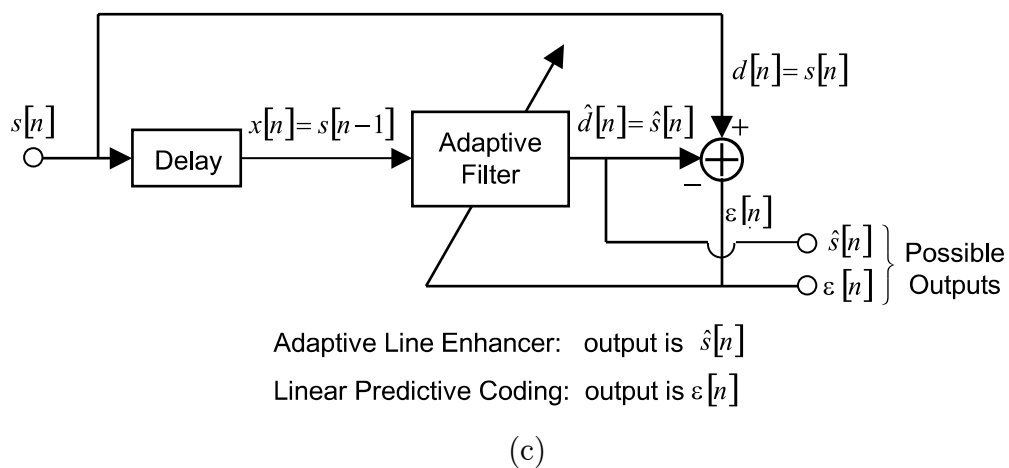 d[n]=s[n]
s[n]
x[n]=s[n−1]
d̂[n]=ŝ[n]
+
Delay
Adaptive
Filter
−
ε[n]
ŝ[n]
ε[n]
Possible
Outputs
Adaptive Line Enhancer: output is ŝ[n]
Linear Predictive Coding: output is ε[n]
(c)